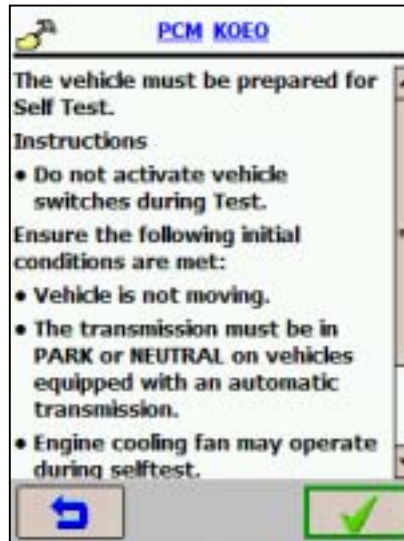 PCM KOEO
The vehicle must be prepared for
Self Test.
Instructions
• Do not activate vehicle
switches during Test.
Ensure the following initial
conditions are met:
• Vehicle is not moving.
• The transmission must be in
PARK or NEUTRAL on vehicles
equipped with an automatic
transmission.
• Engine cooling fan may operate
during selftest.